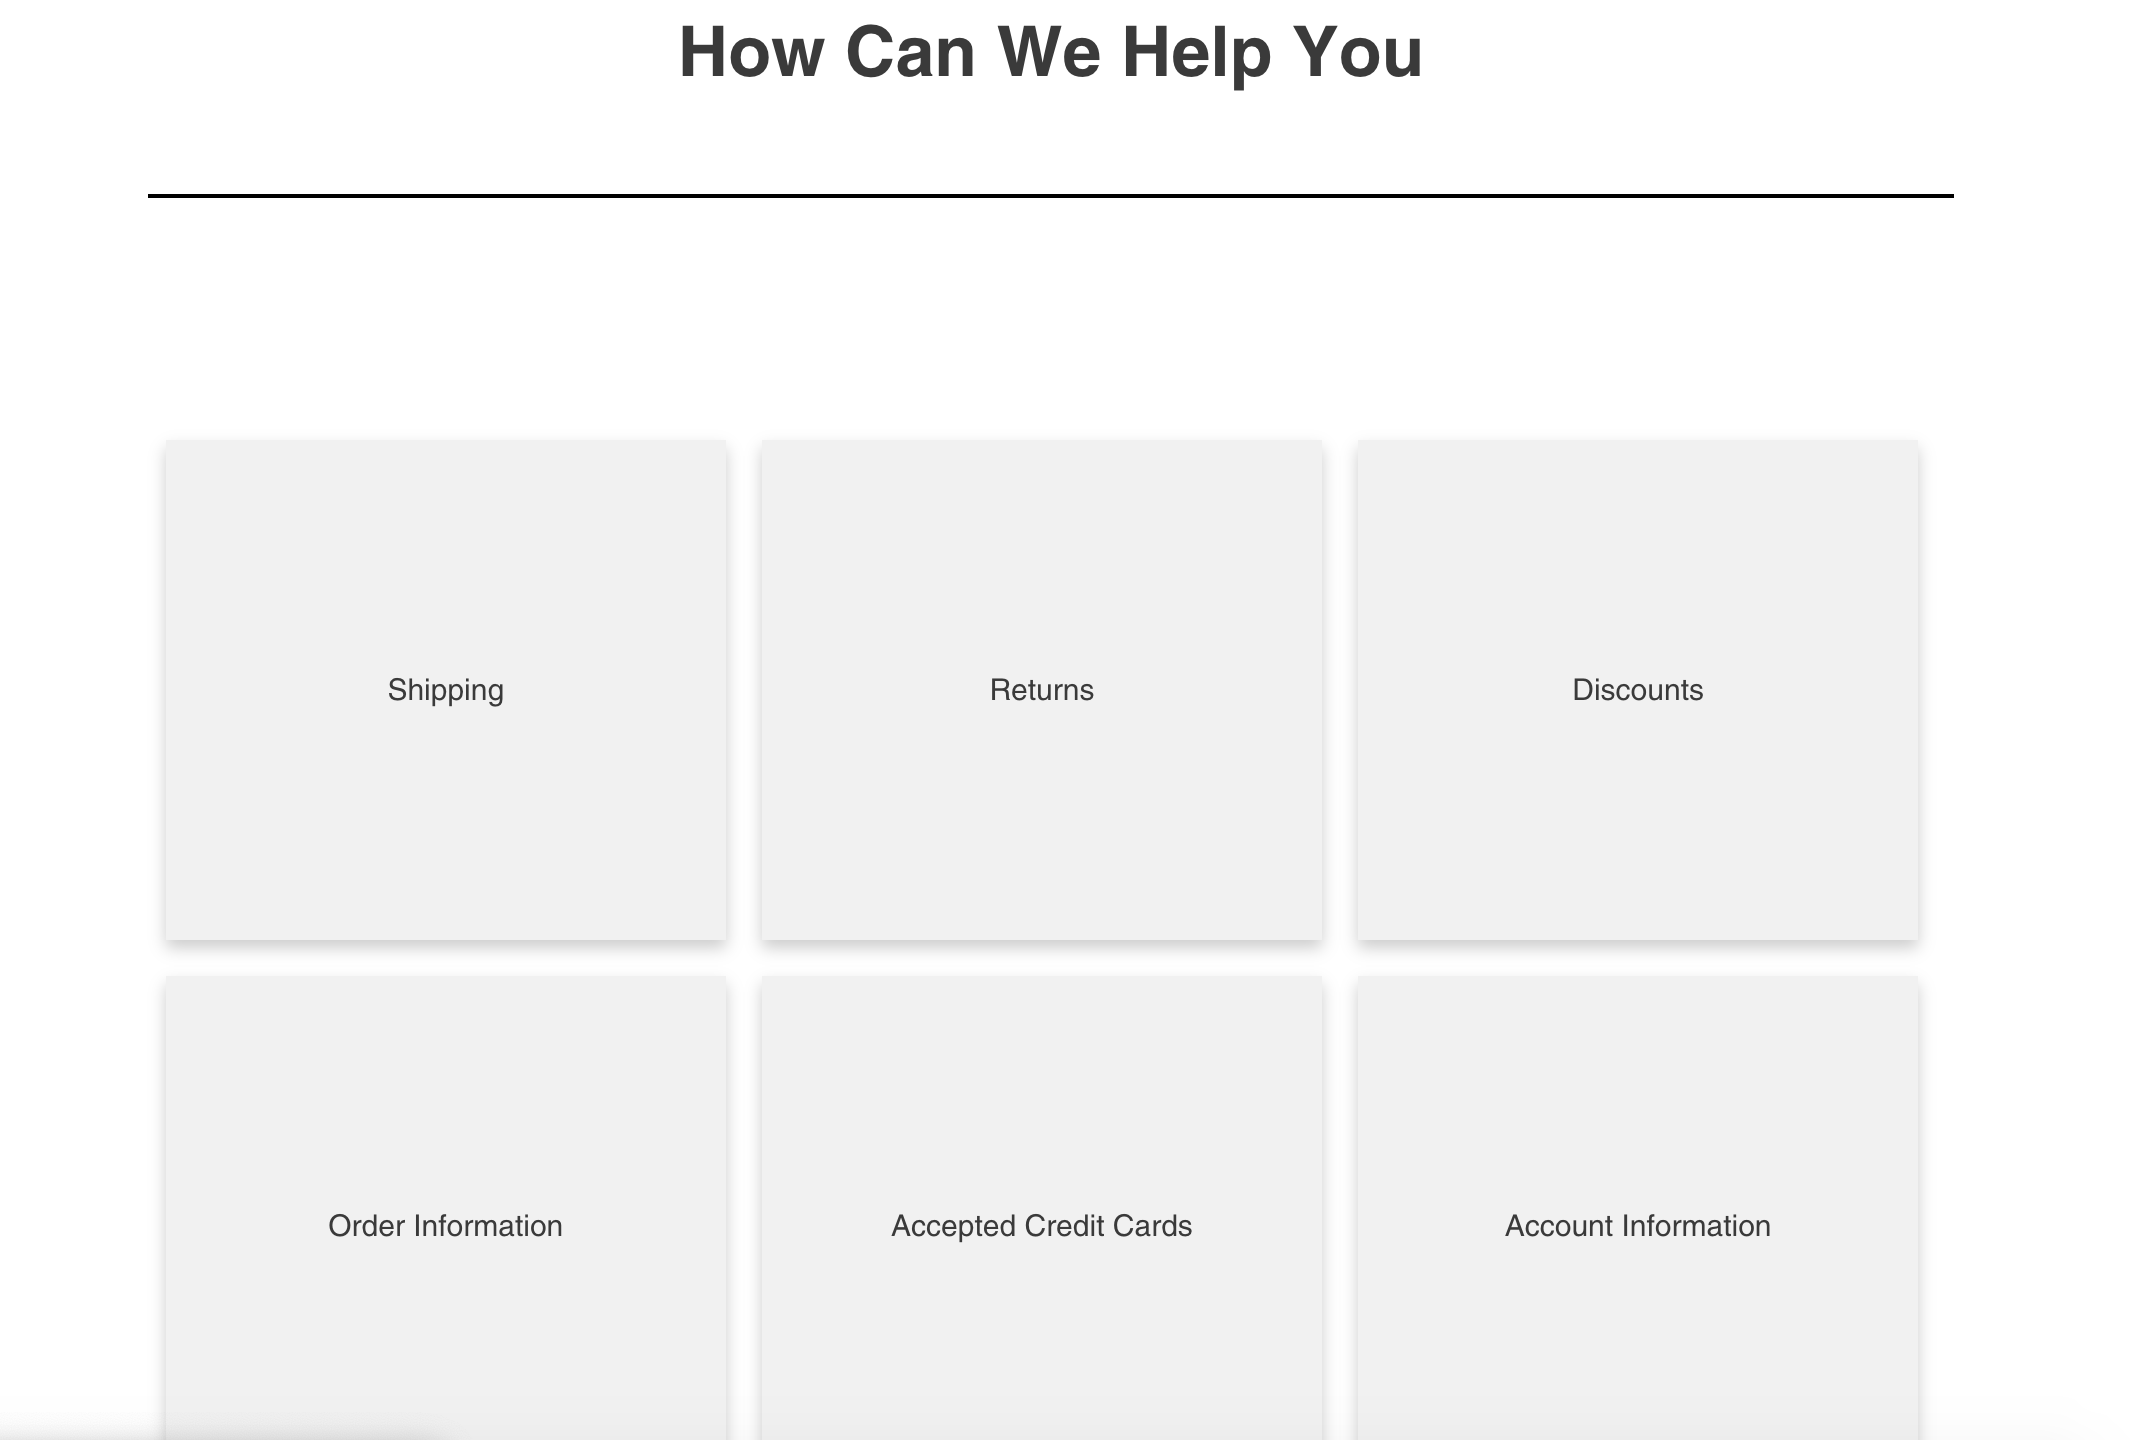 How Can We Help You
Shipping
Returns
Discounts
Order Information
Accepted Credit Cards
Account Information